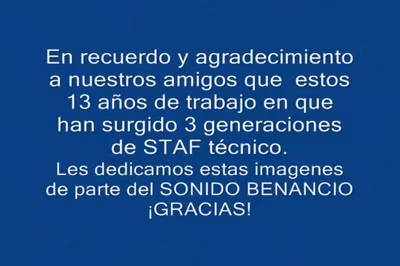 En recuerdo y agradecimiento
a nuestros amigos que estos
13 años de trabajo en que
han surgido 3 generaciones
de STAF técnico.
Les dedicamos estas imagenes
de parte del SONIDO BENANCIO
¡GRACIAS!